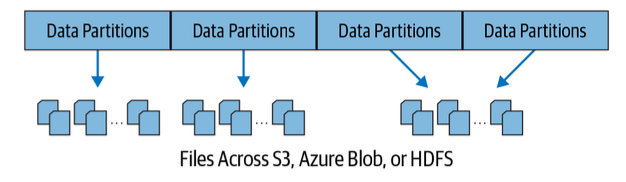 Data Partitions Data Partitions Data Partitions Data Partitions
... ... ...
Files Across S3, Azure Blob, or HDFS